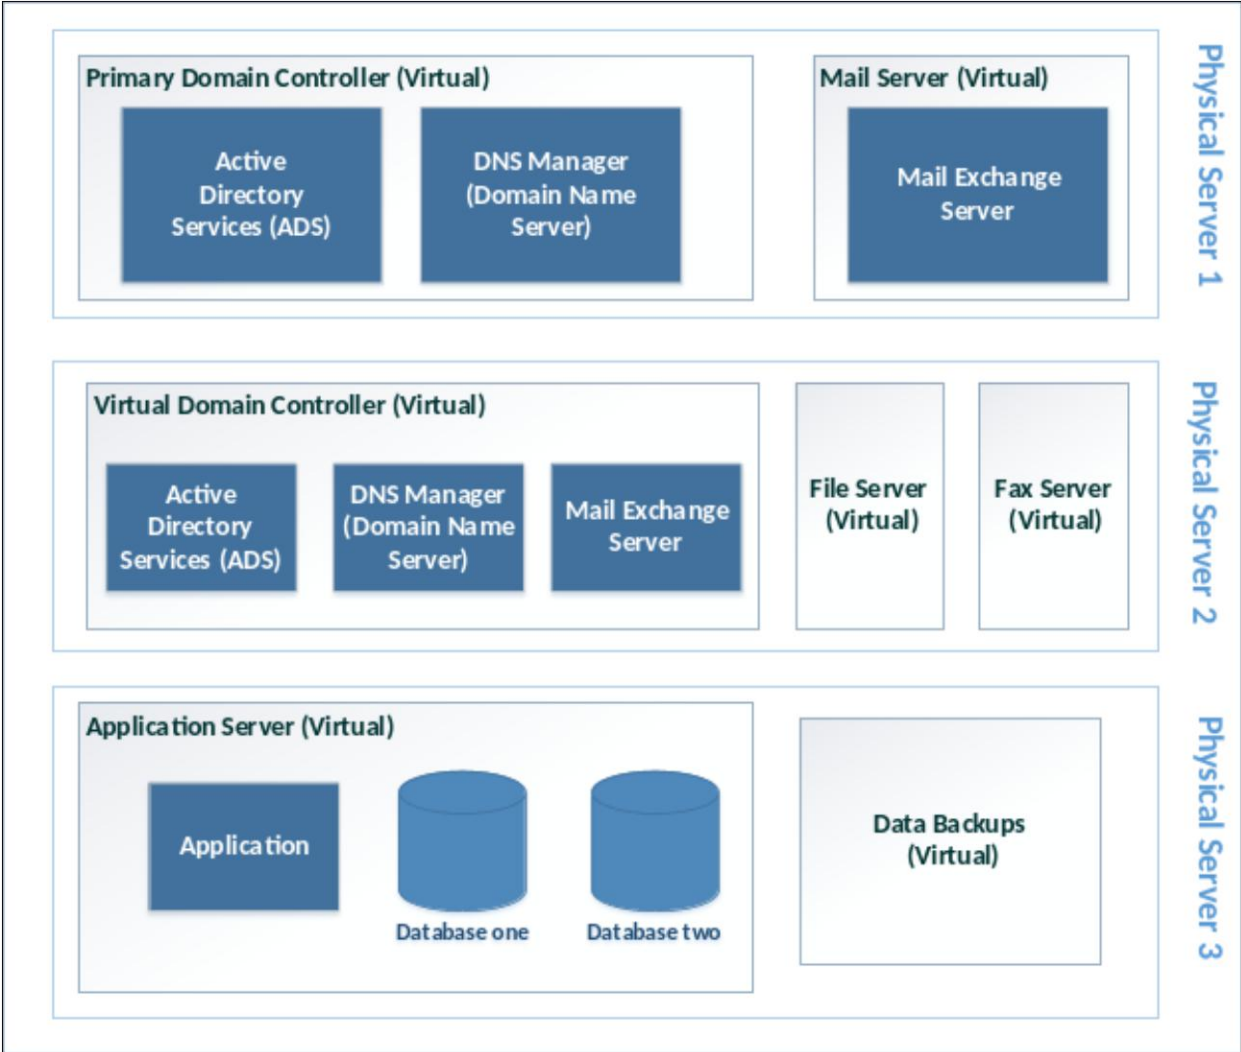 Primary Domain Controller (Virtual)
Active
Directory
Services (ADS)
DNS Manager
(Domain Name
Server)
Mail Server (Virtual)
Mail Exchange
Server
Physical Server 1
Virtual Domain Controller (Virtual)
Active
Directory
Services (ADS)
DNS Manager
(Domain Name
Server)
Mail Exchange
Server
File Server
(Virtual)
Fax Server
(Virtual)
Physical Server 2
Application Server (Virtual)
Application
Database one
Database two
Data Backups
(Virtual)
Physical Server 3